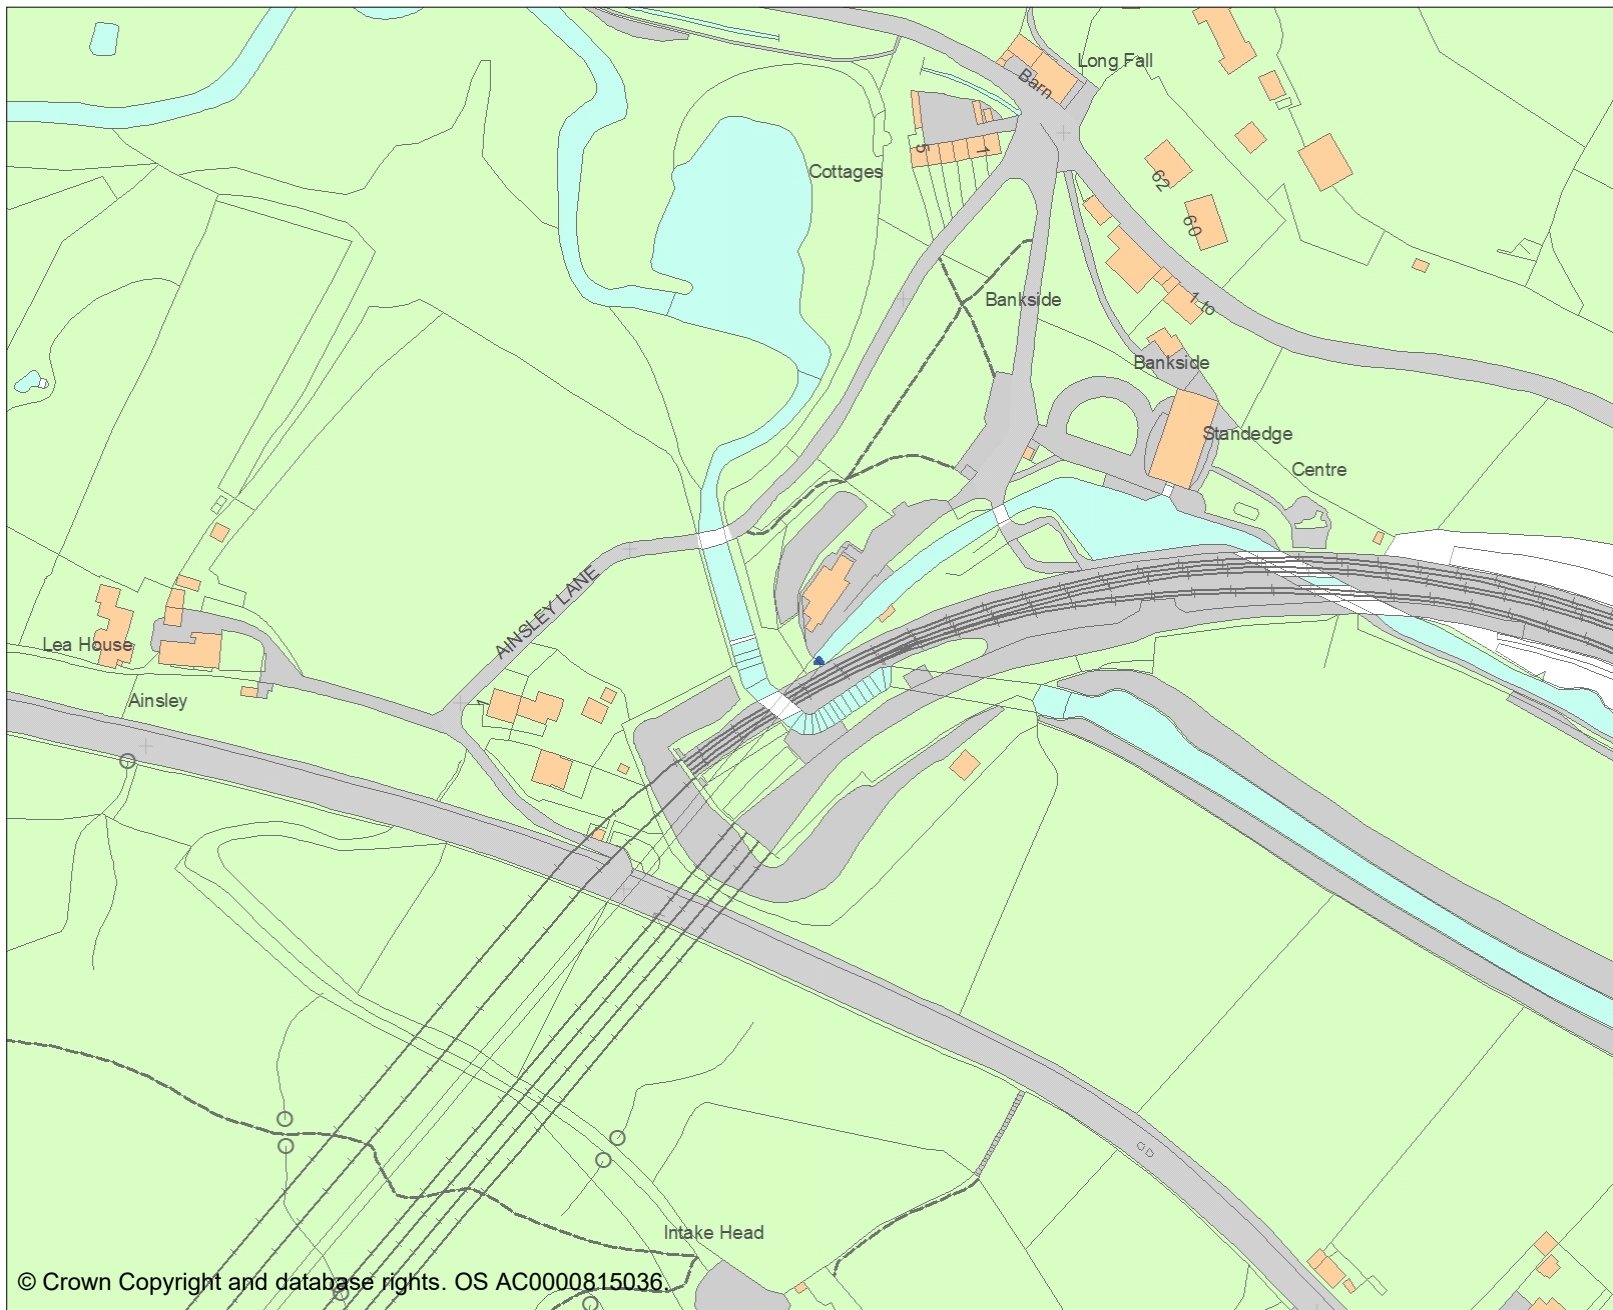 Long Fall
Barn
5
1
Cottages
62
60
Bankside
1 to
Bankside
Standedge
Centre
AINSLEY LANE
Lea House
Ainsley
4
Intake Head
© Crown Copyright and database rights. OS AC0000815036.